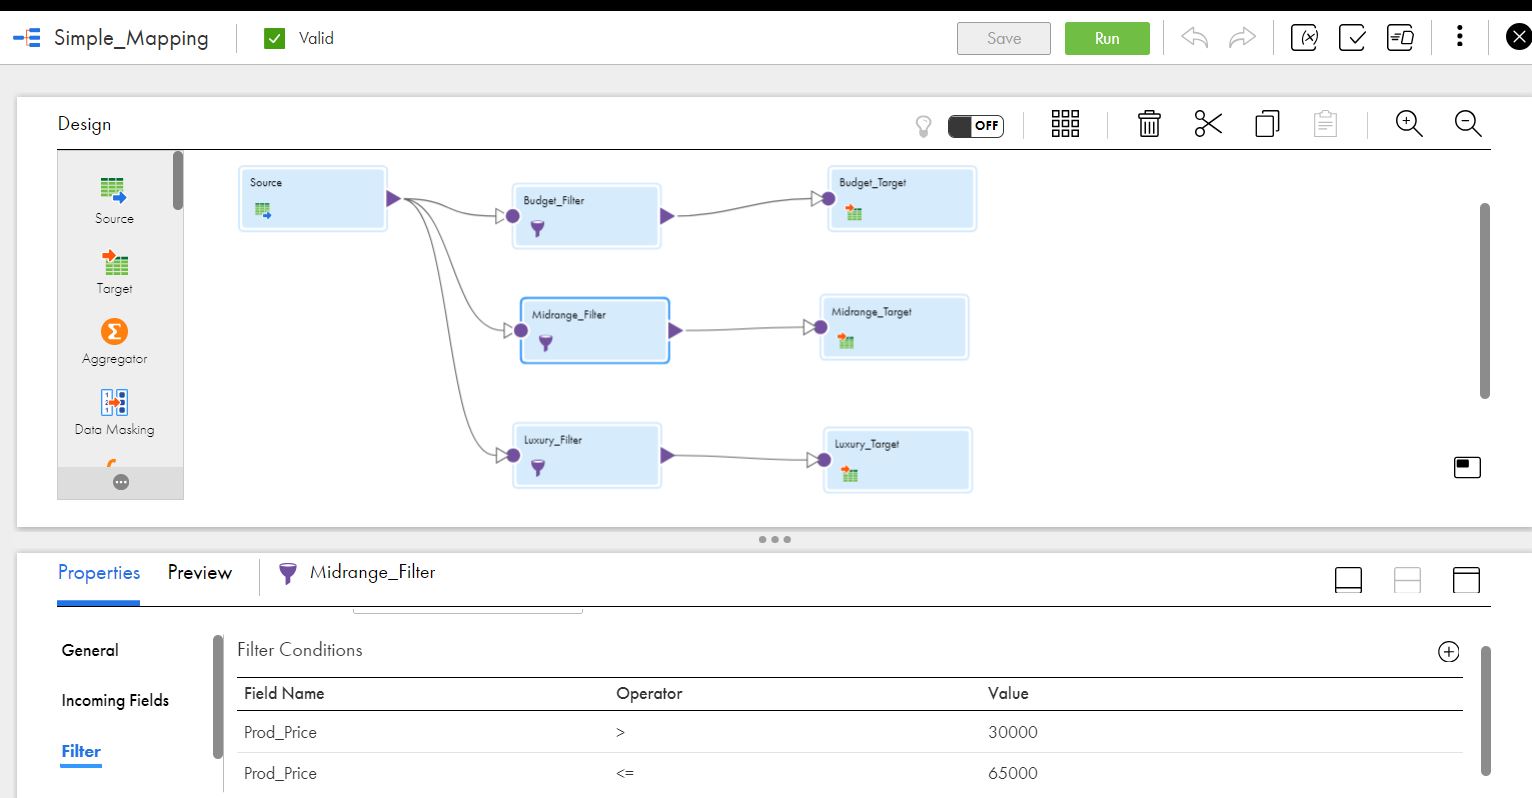 Simple_Mapping
Valid
Save
Run
Design
OFF
Source
Target
Aggregator
Data Masking
Source
Budget_Filter
Budget_Target
Midrange_Filter
Midrange_Target
Luxury_Filter
Luxury_Target
Properties
Preview
Midrange_Filter
General
Incoming Fields
Filter
Filter Conditions
Field Name Operator Value
Prod_Price > 30000
Prod_Price <= 65000